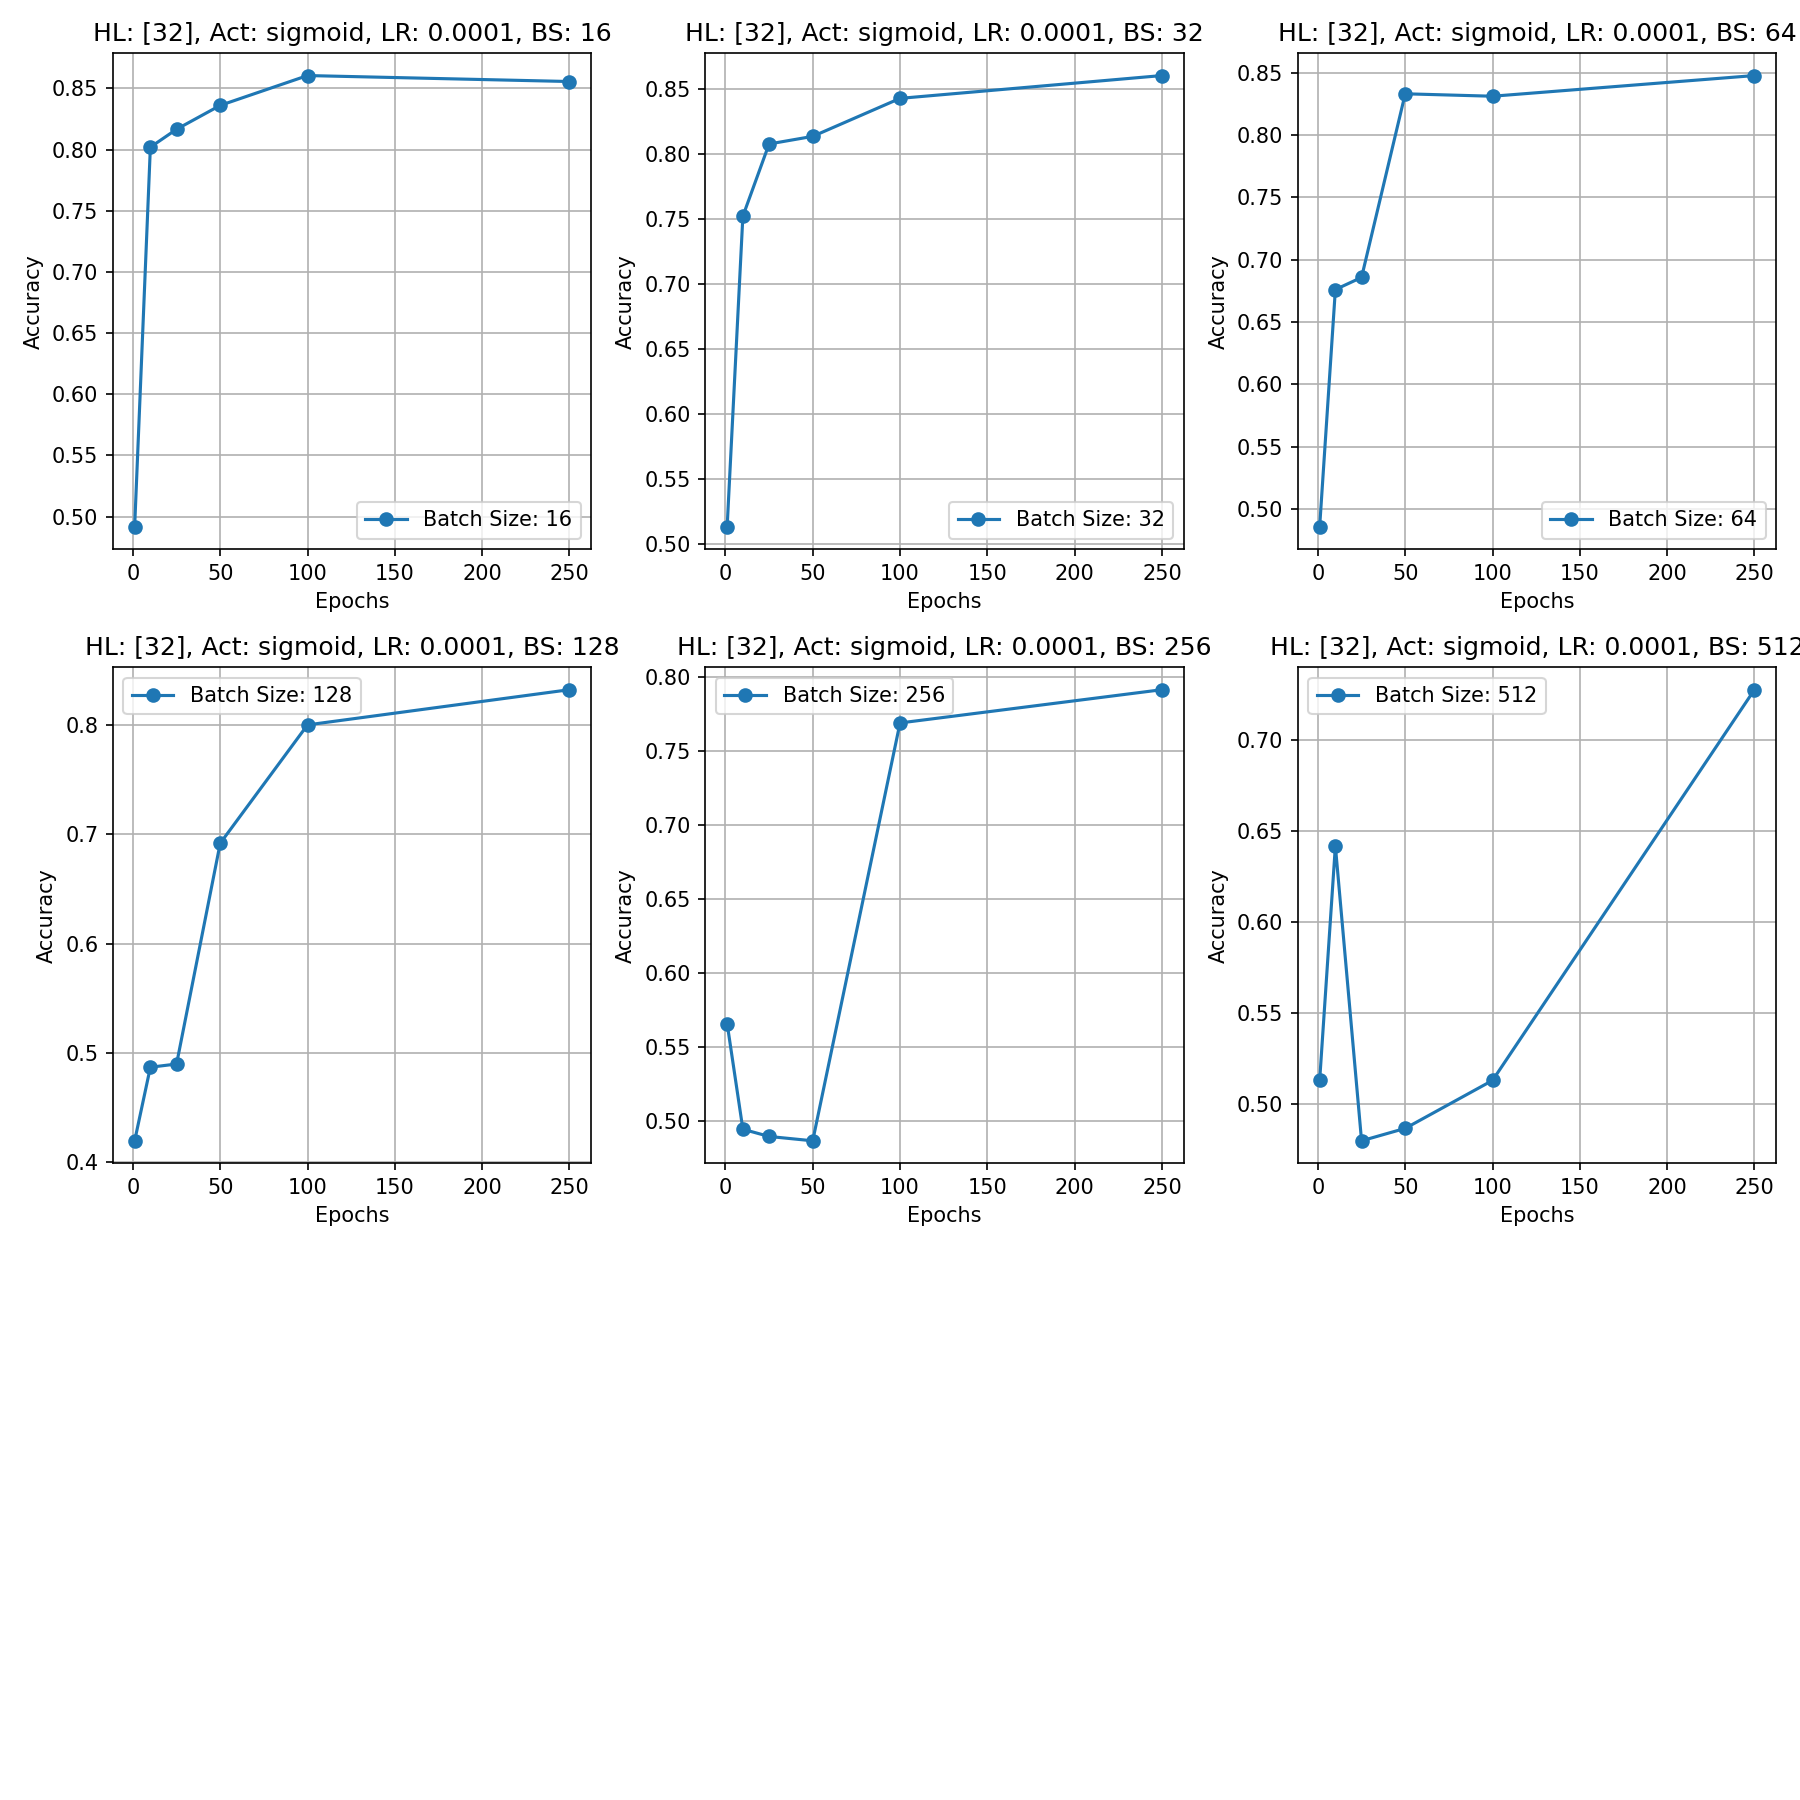 HL: [32], Act: sigmoid, LR: 0.0001, BS: 16
Accuracy
0.85
0.80
0.75
0.70
0.65
0.60
0.55
0.50
Batch Size: 16
0 50 100 150 200 250
Epochs
HL: [32], Act: sigmoid, LR: 0.0001, BS: 32
Accuracy
0.85
0.80
0.75
0.70
0.65
0.60
0.55
0.50
Batch Size: 32
0 50 100 150 200 250
Epochs
HL: [32], Act: sigmoid, LR: 0.0001, BS: 64
Accuracy
0.85
0.80
0.75
0.70
0.65
0.60
0.55
0.50
Batch Size: 64
0 50 100 150 200 250
Epochs
HL: [32], Act: sigmoid, LR: 0.0001, BS: 128
Batch Size: 128
Accuracy
0.8
0.7
0.6
0.5
0.4
0 50 100 150 200 250
Epochs
HL: [32], Act: sigmoid, LR: 0.0001, BS: 256
Batch Size: 256
Accuracy
0.80
0.75
0.70
0.65
0.60
0.55
0.50
0 50 100 150 200 250
Epochs
HL: [32], Act: sigmoid, LR: 0.0001, BS: 512
Batch Size: 512
Accuracy
0.70
0.65
0.60
0.55
0.50
0 50 100 150 200 250
Epochs